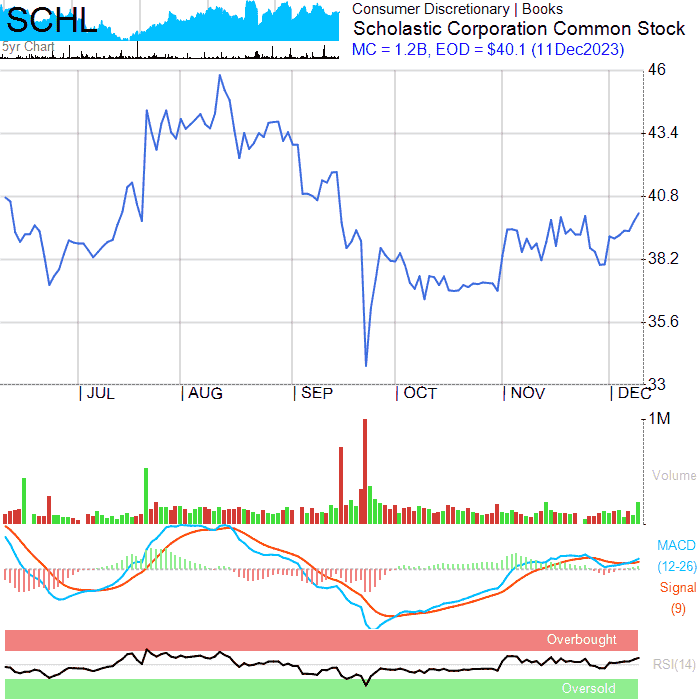 SCHL
5yr Chart
Consumer Discretionary | Books
Scholastic Corporation Common Stock
MC = 1.2B, EOD = $40.1 (11Dec2023)
46
43.4
40.8
38.2
35.6
33
JUL
AUG
SEP
OCT
NOV
DEC
1M
Volume
MACD
(12-26)
Signal
(9)
Overbought
RSI(14)
Oversold